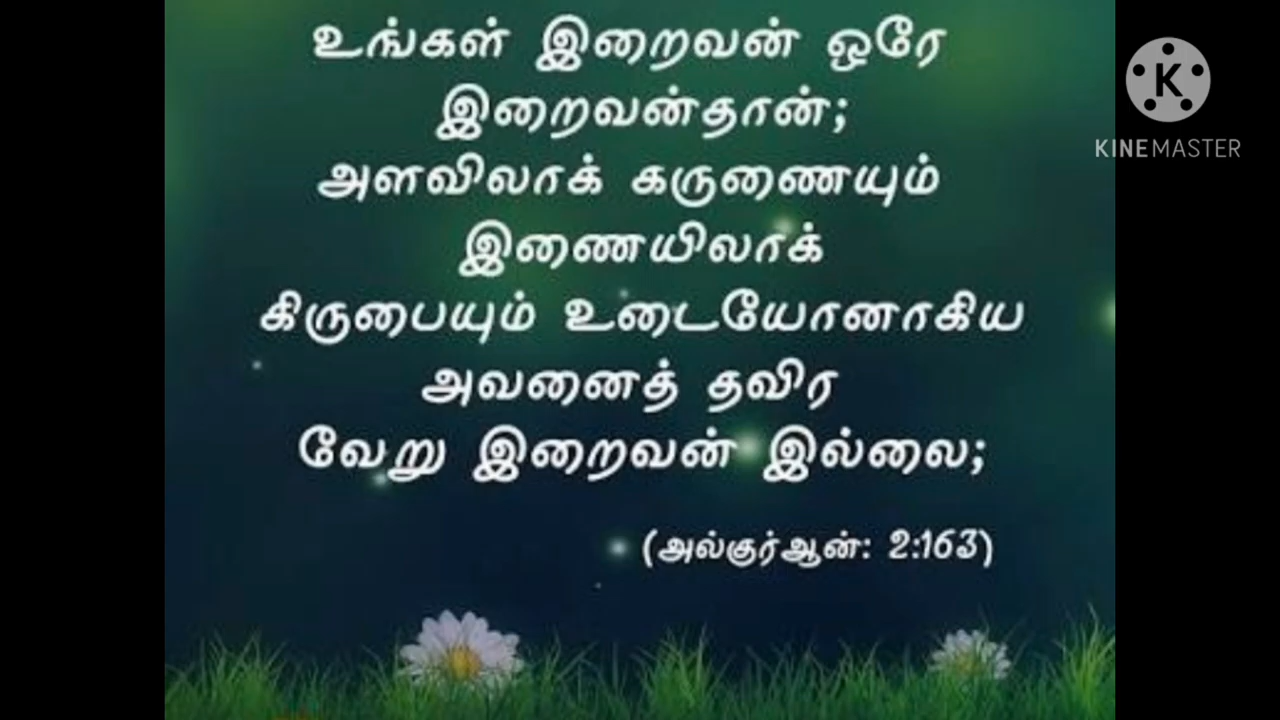 உங்கள் இறைவன் ஒரே
இறைவன்தான்;
அளவிலாக் கருணையும்
இணையிலாக்
கிருபையும் உடையோனாகிய
அவனைத் தவிர
வேறு இறைவன் இல்லை;
(அல்குர்ஆன்: 2:163)
K
KINEMASTER